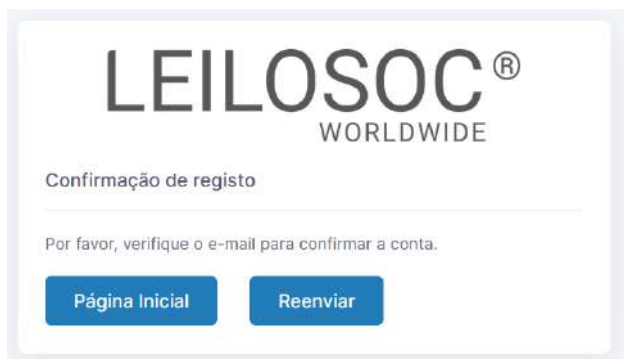 LEILOSOC®
WORLDWIDE
Confirmação de registo
Por favor, verifique o e-mail para confirmar a conta.
Página Inicial
Reenviar